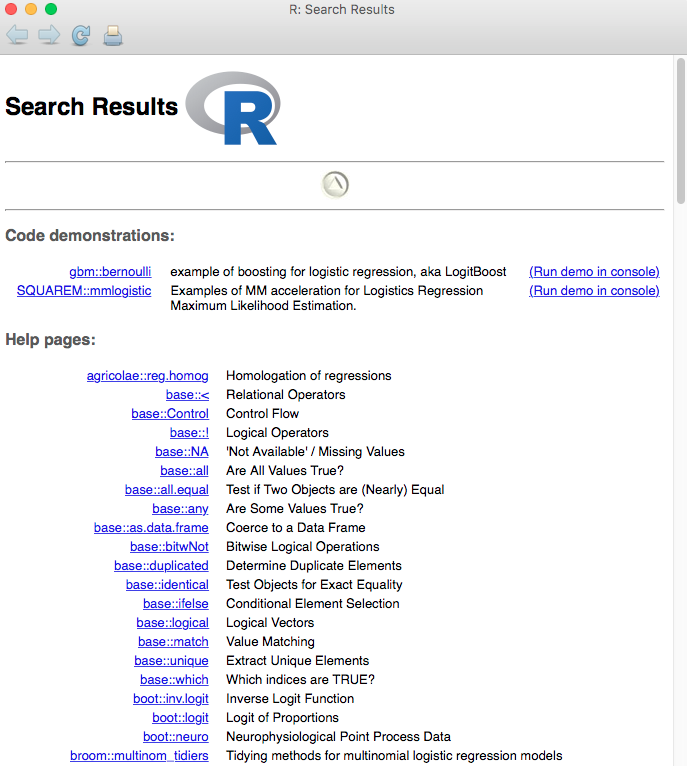 R: Search Results
Search Results R
Code demonstrations:
gbm::bernoulli example of boosting for logistic regression, aka LogitBoost (Run demo in console)
SQUAREM::mmlogistic Examples of MM acceleration for Logistics Regression (Run demo in console)
Maximum Likelihood Estimation.
Help pages:
agricolae::reg.homog Homologation of regressions
base::< Relational Operators
base::Control Control Flow
base::! Logical Operators
base::NA 'Not Available' / Missing Values
base::all Are All Values True?
base::all.equal Test if Two Objects are (Nearly) Equal
base::any Are Some Values True?
base::as.data.frame Coerce to a Data Frame
base::bitwNot Bitwise Logical Operations
base::duplicated Determine Duplicate Elements
base::identical Test Objects for Exact Equality
base::ifelse Conditional Element Selection
base::logical Logical Vectors
base::match Value Matching
base::unique Extract Unique Elements
base::which Which indices are TRUE?
boot::inv.logit Inverse Logit Function
boot::logit Logit of Proportions
boot::neuro Neurophysiological Point Process Data
broom::multinom_tidiers Tidying methods for multinomial logistic regression models